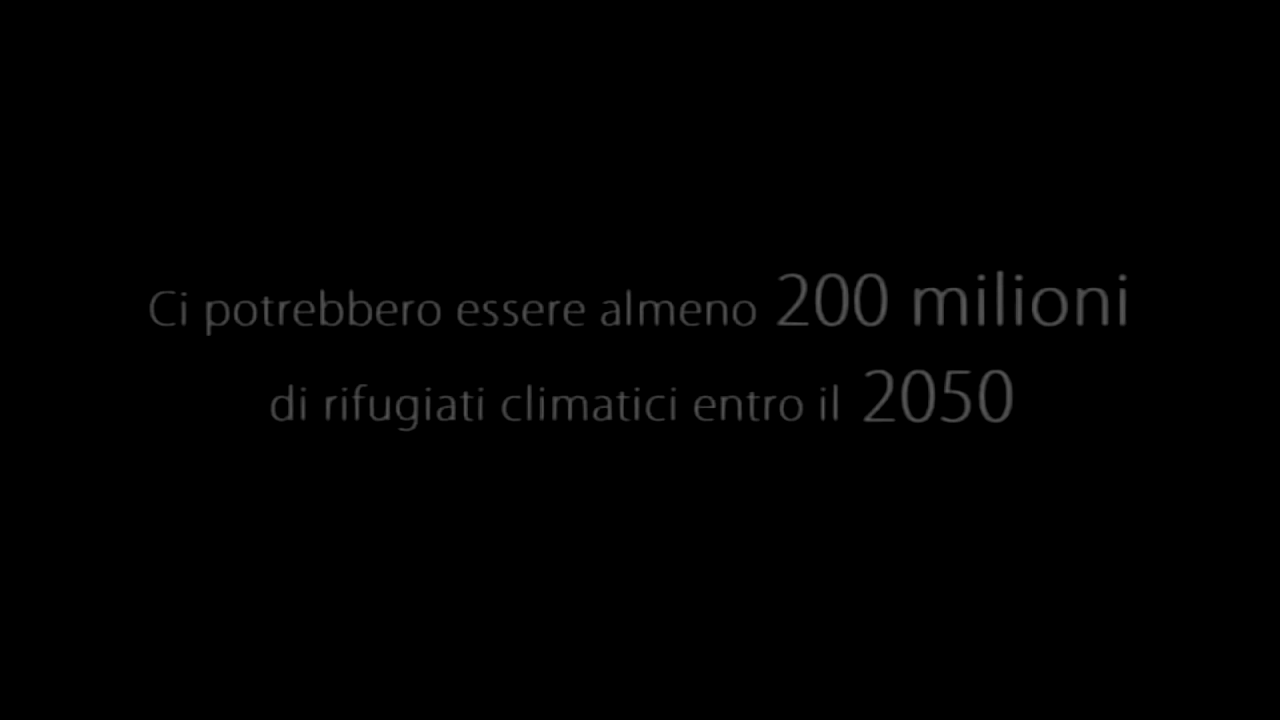 Ci potrebbero essere almeno 200 milioni
di rifugiati climatici entro il 2050